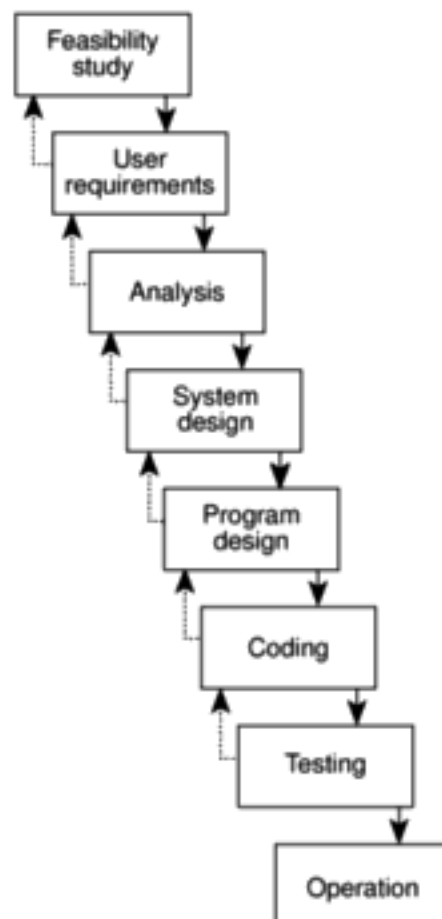 Feasibility
study
User
requirements
Analysis
System
design
Program
design
Coding
Testing
Operation